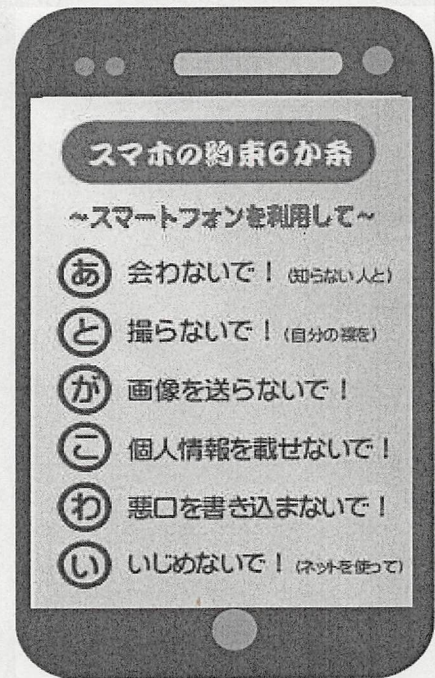 スマホの約束6か条
~スマートフォンを利用して~
あ 会わないで！（知らない人と）
と 撮らないで！（自分の裸を）
が 画像を送らないで！
こ 個人情報を載せないで！
わ 悪口を書き込まないで！
い いじめないで！（ネットを使って）